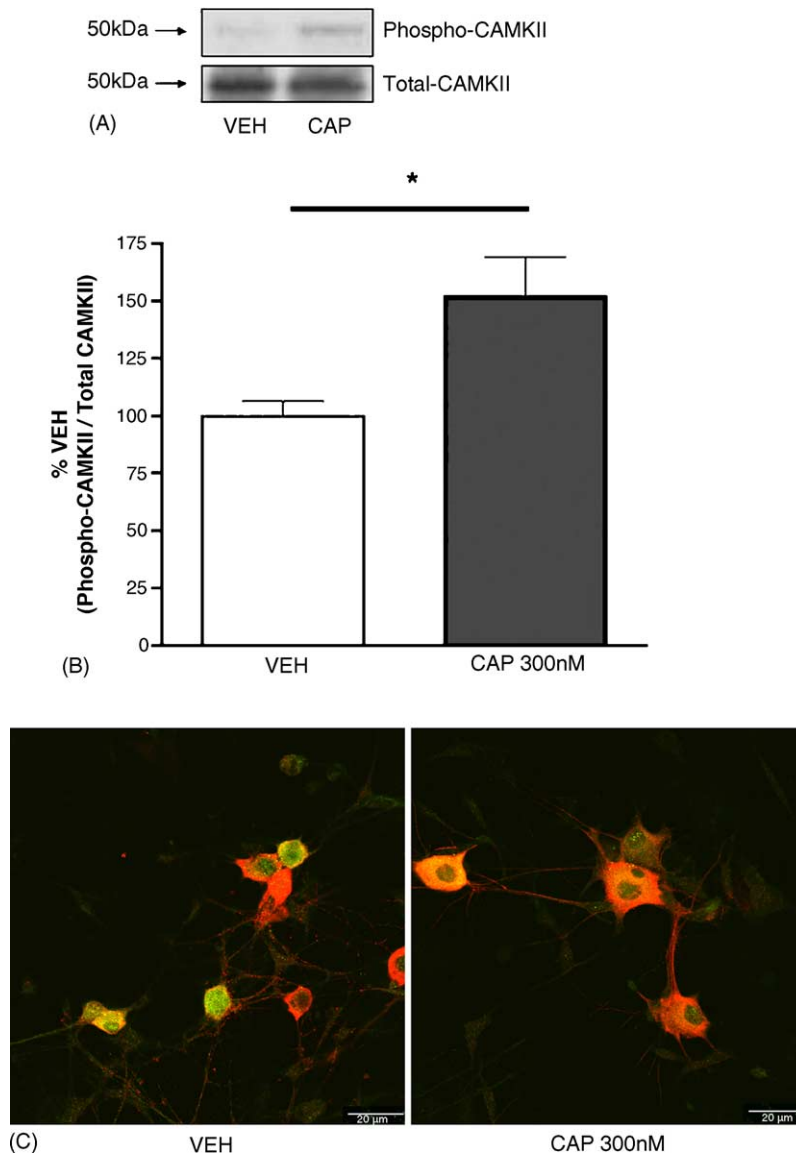 50kDa → Phospho-CAMKII
50kDa → Total-CAMKII
VEH CAP
(A)
*
% VEH
(Phospho-CAMKII / Total CAMKII)
175
150
125
100
75
50
25
0
VEH CAP 300nM
(B)
20 µm 20 µm
(C) VEH CAP 300nM